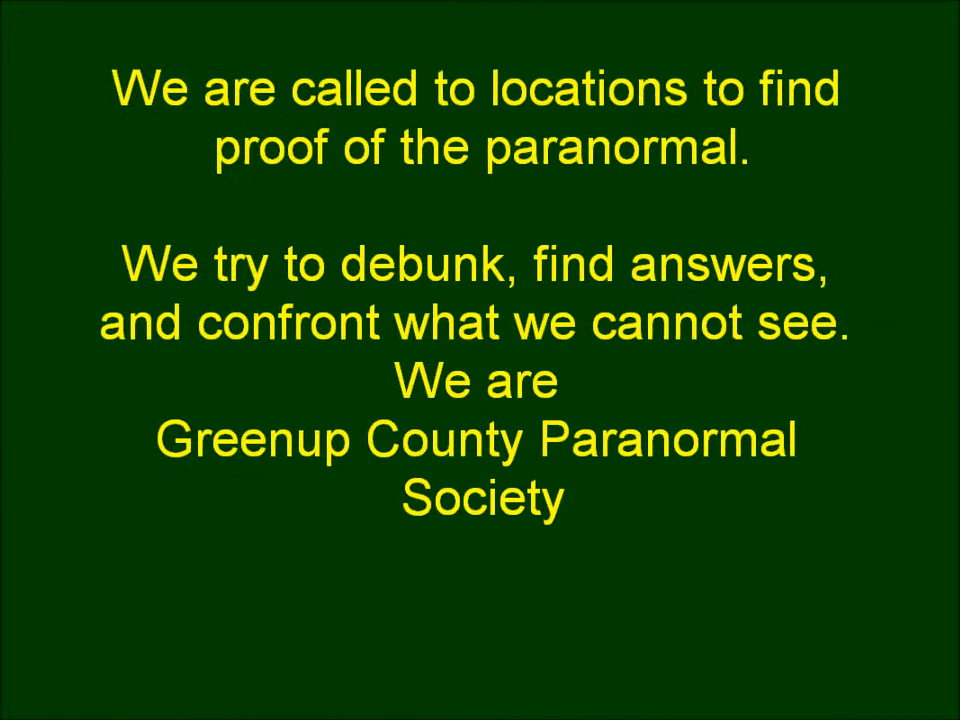 We are called to locations to find
proof of the paranormal.
We try to debunk, find answers,
and confront what we cannot see.
We are
Greenup County Paranormal
Society